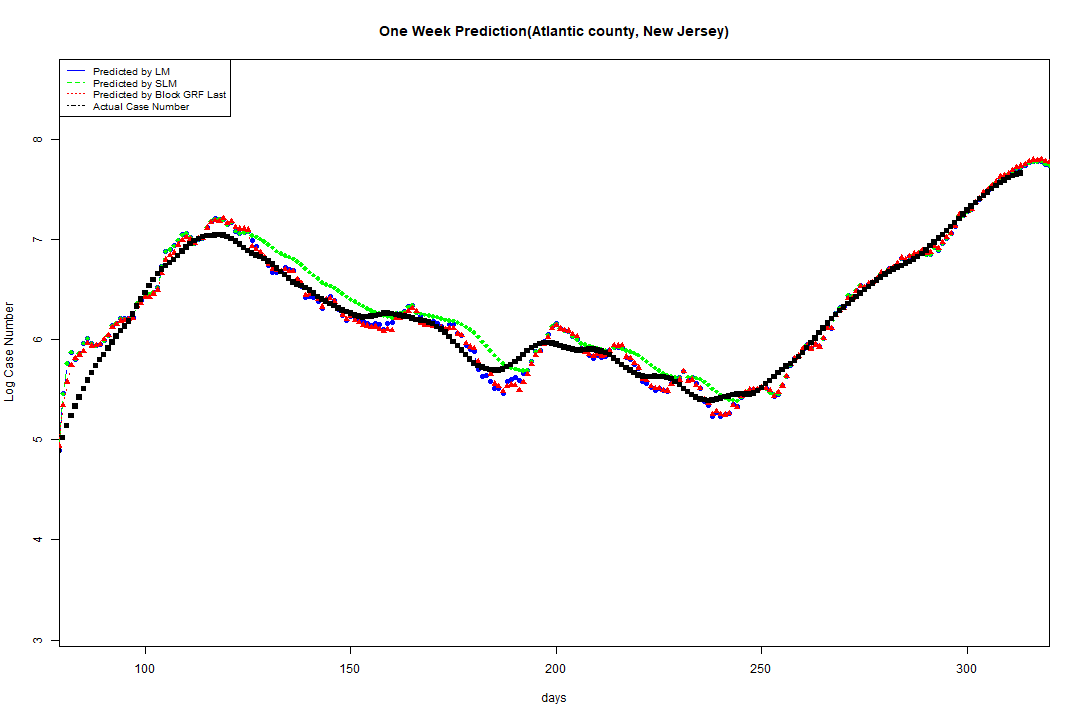 One Week Prediction(Atlantic county, New Jersey)
Predicted by LM
Predicted by SLM
Predicted by Block GRF Last
Actual Case Number
Log Case Number
8
7
6
5
4
3
100 150 200 250 300
days